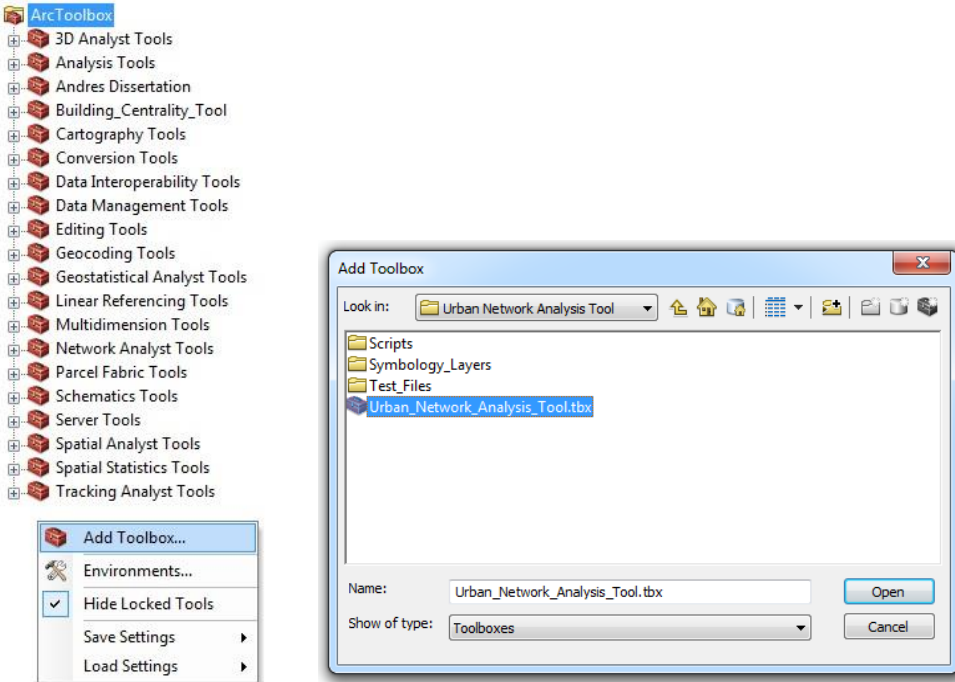 ArcToolbox
3D Analyst Tools
Analysis Tools
Andres Dissertation
Building_Centrality_Tool
Cartography Tools
Conversion Tools
Data Interoperability Tools
Data Management Tools
Editing Tools
Geocoding Tools
Geostatistical Analyst Tools
Linear Referencing Tools
Multidimension Tools
Network Analyst Tools
Parcel Fabric Tools
Schematics Tools
Server Tools
Spatial Analyst Tools
Spatial Statistics Tools
Tracking Analyst Tools
Add Toolbox...
Environments...
Hide Locked Tools
Save Settings
Load Settings
Add Toolbox
Look in: Urban Network Analysis Tool
Scripts
Symbology_Layers
Test_Files
Urban_Network_Analysis_Tool.tbx
Name: Urban_Network_Analysis_Tool.tbx Open
Show of type: Toolboxes Cancel